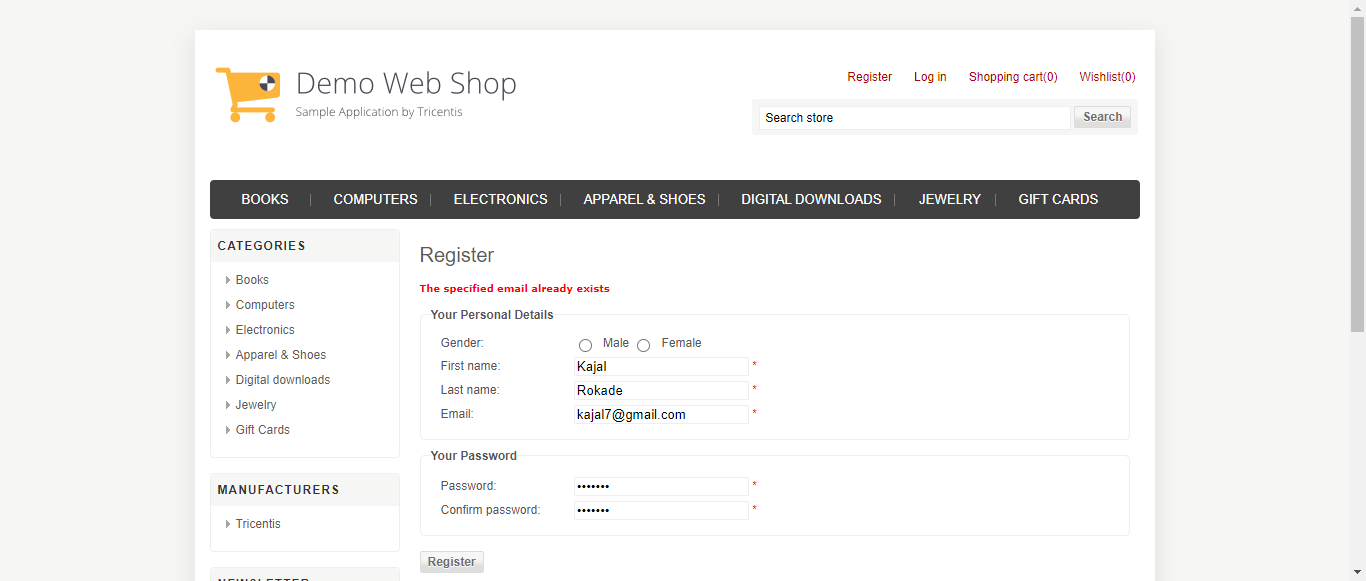 Demo Web Shop
Sample Application by Tricentis
Register Log in Shopping cart(0) Wishlist(0)
Search store Search
BOOKS | COMPUTERS | ELECTRONICS | APPAREL & SHOES | DIGITAL DOWNLOADS | JEWELRY | GIFT CARDS
CATEGORIES
Books
Computers
Electronics
Apparel & Shoes
Digital downloads
Jewelry
Gift Cards
MANUFACTURERS
Tricentis
NEWSLETTER
Register
The specified email already exists
Your Personal Details
Gender: Male Female
First name: Kajal *
Last name: Rokade *
Email: kajal7@gmail.com *
Your Password
Password: ••••••• *
Confirm password: ••••••• *
Register